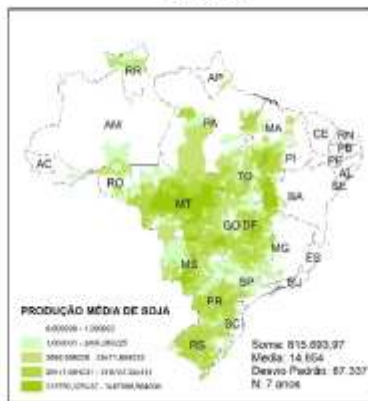 RR
AP
AM
PA
MA
CE
RN
PB
PE
AL
SE
AC
RO
TO
PI
BA
MT
GO DF
MG
ES
MS
SP
RJ
PR
SC
RS
PRODUÇÃO MÉDIA DE SOJA
Soma: 815.693,97
Média: 14.654
Desvio Padrão: 67.337
N: 7 anos